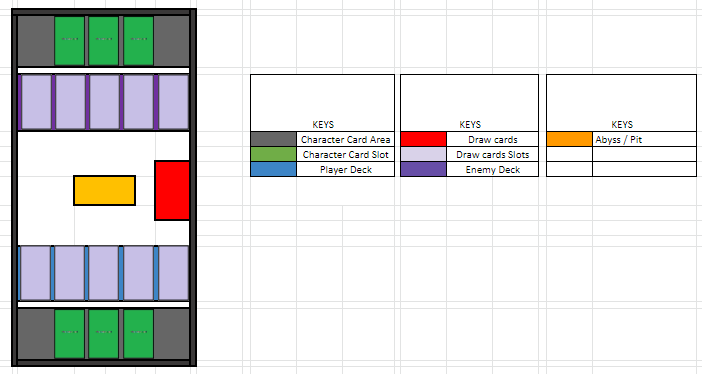 KEYS
Character Card Area
Character Card Slot
Player Deck
KEYS
Draw cards
Draw cards Slots
Enemy Deck
KEYS
Abyss / Pit